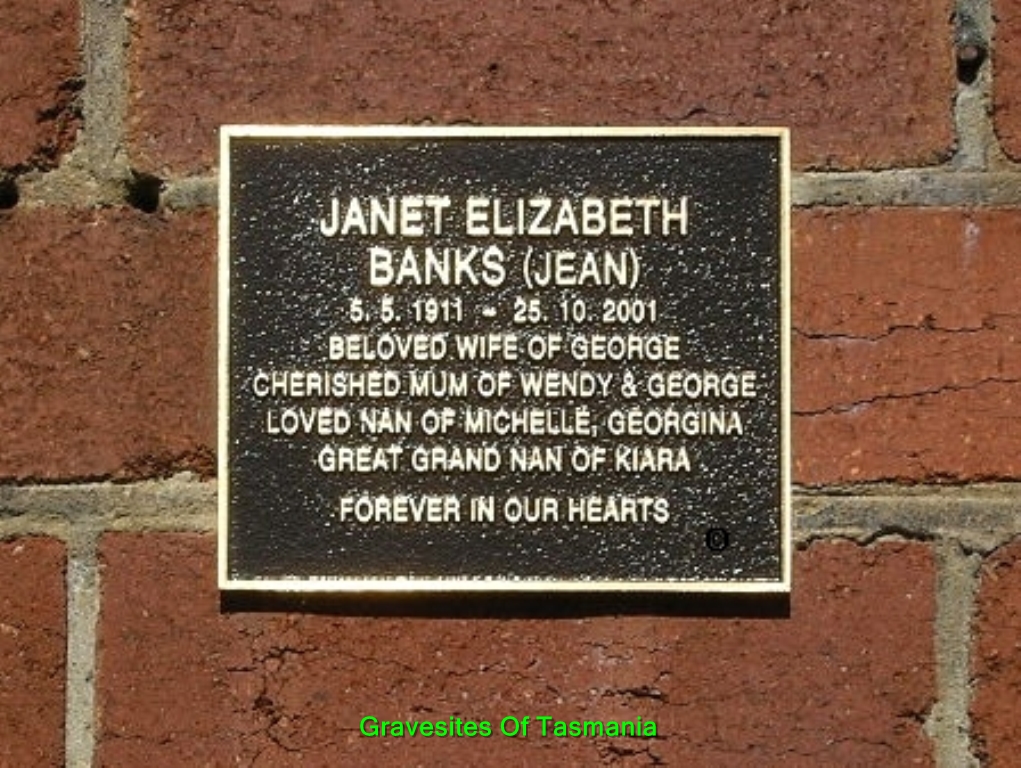 JANET ELIZABETH
BANKS (JEAN)
5. 5. 1911 - 25. 10. 2001
BELOVED WIFE OF GEORGE
CHERISHED MUM OF WENDY & GEORGE
LOVED NAN OF MICHELLE, GEORGINA
GREAT GRAND NAN OF KIARA
FOREVER IN OUR HEARTS
©
Gravesites Of Tasmania